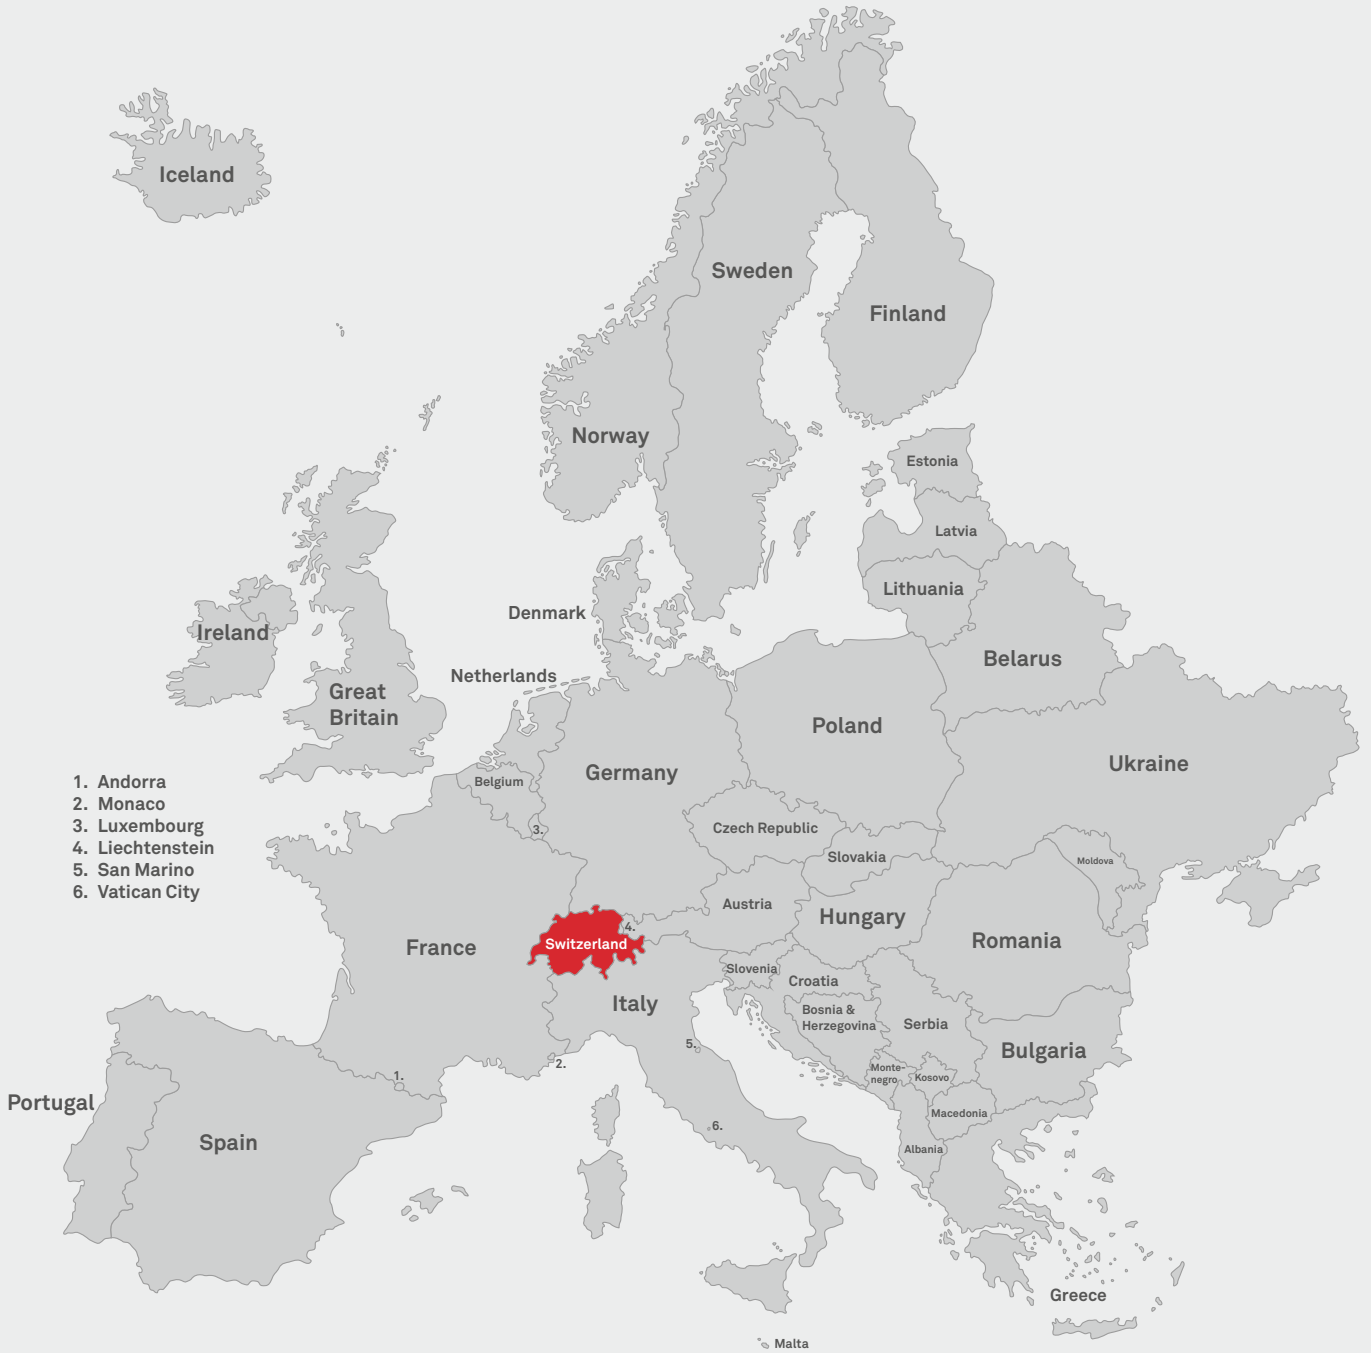 Iceland
Sweden
Finland
Norway
Estonia
Latvia
Lithuania
Denmark
Ireland
Belarus
Netherlands
Great
Britain
Poland
Ukraine
Germany
Belgium
1. Andorra
2. Monaco
3. Luxembourg
4. Liechtenstein
5. San Marino
6. Vatican City
3.
Czech Republic
Slovakia
Moldova
Austria
Hungary
4.
Switzerland
France
Romania
Slovenia
Croatia
Italy
Bosnia &
Herzegovina
Serbia
5.
Bulgaria
2.
1.
Monte-
negro
Kosovo
Portugal
Macedonia
6.
Spain
Albania
Greece
Malta